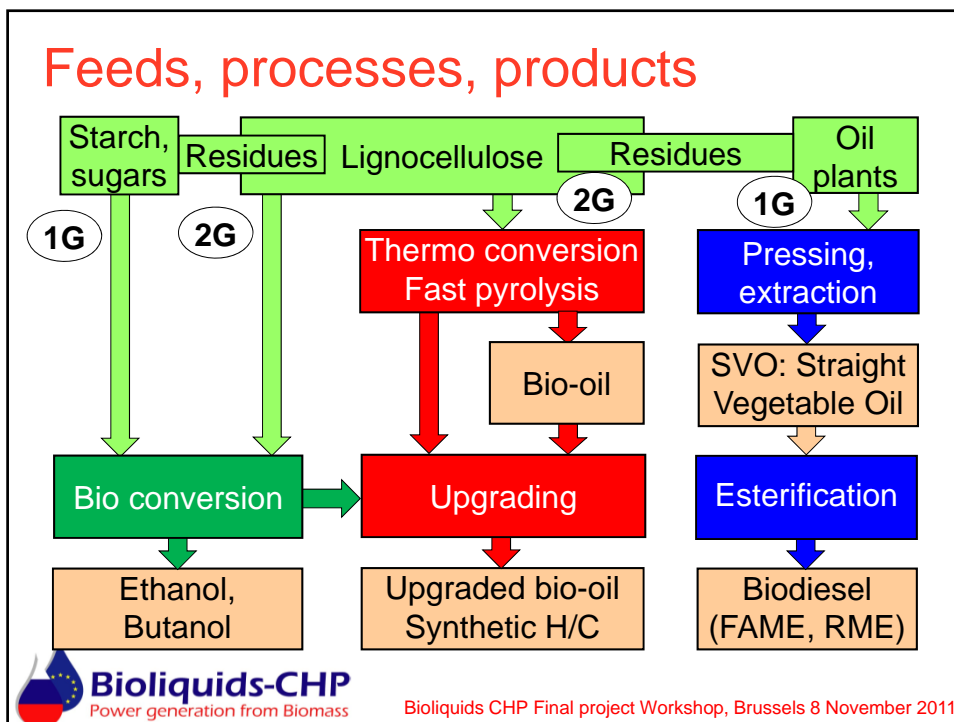 Feeds, processes, products
Starch,
sugars
Residues
Lignocellulose
Residues
Oil
plants
1G
2G
2G
1G
Thermo conversion
Fast pyrolysis
Pressing,
extraction
Bio-oil
SVO: Straight
Vegetable Oil
Bio conversion
Upgrading
Esterification
Ethanol,
Butanol
Upgraded bio-oil
Synthetic H/C
Biodiesel
(FAME, RME)
Bioliquids-CHP
Power generation from Biomass
Bioliquids CHP Final project Workshop, Brussels 8 November 2011